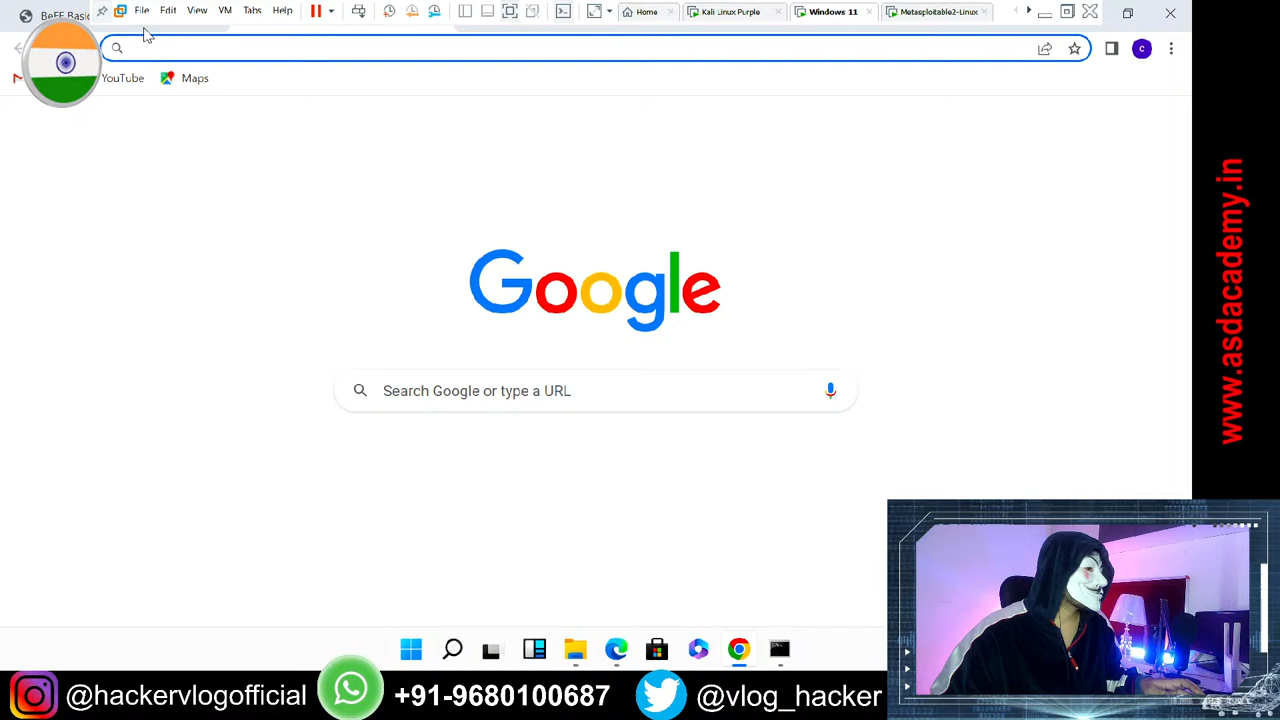 BeEF Basic
File Edit View VM Tabs Help
Home
Kali Linux Purple
Windows 11
Metasploitable2-Linux
YouTube
Maps
Google
Search Google or type a URL
www.asdacademy.in
@hackervlogofficial
+91-9680100687
@vlog_hacker